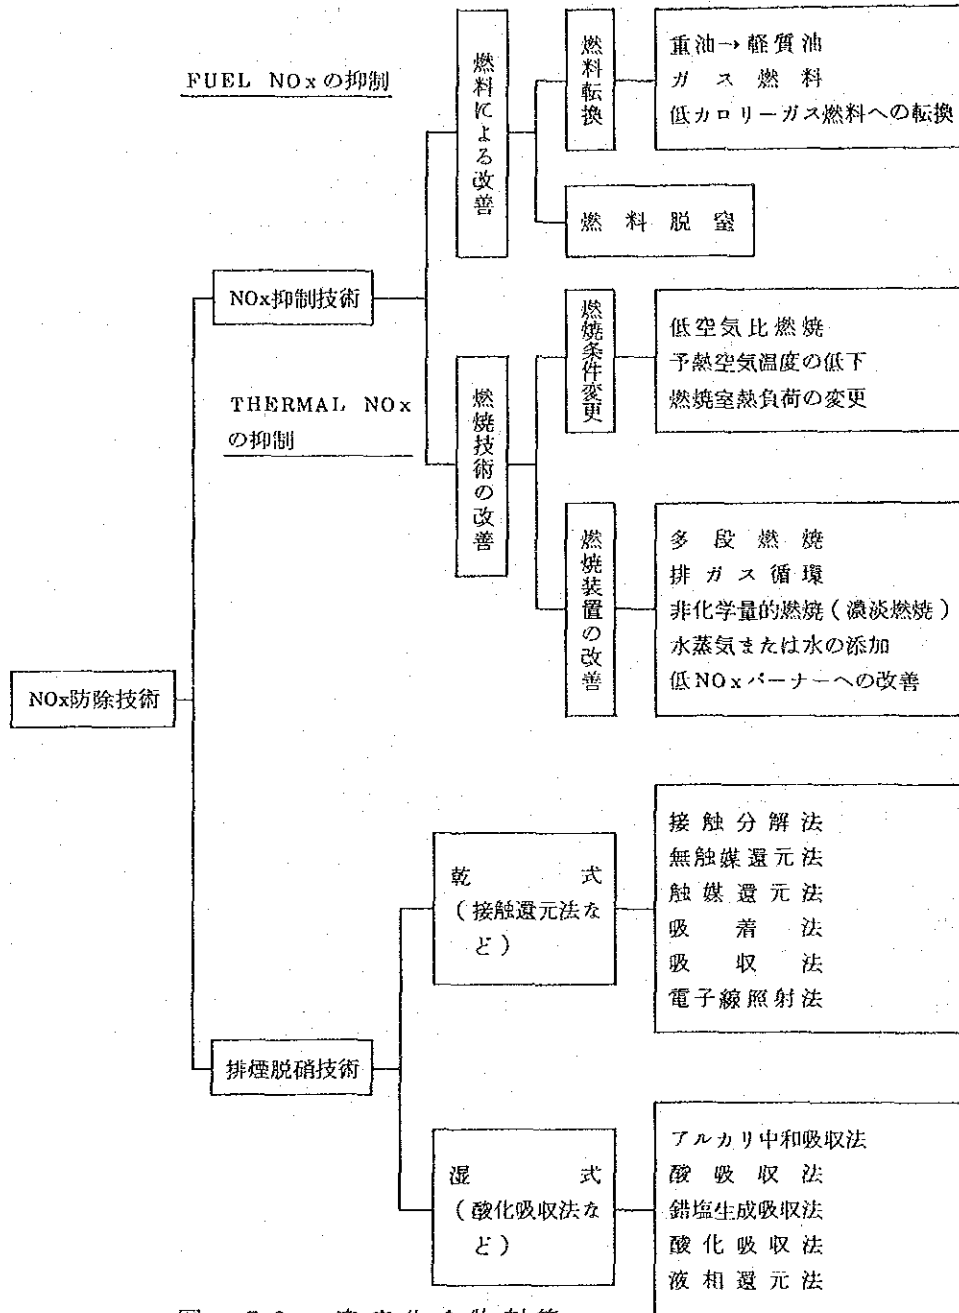 FUEL NOxの抑制
燃料による改善
燃料転換
重油→軽質油
ガス燃料
低カロリーガス燃料への転換
燃料脱窒
NOx抑制技術
THERMAL NOx
の抑制
燃焼技術の改善
燃焼条件変更
低空気比燃焼
予熱空気温度の低下
燃焼室熱負荷の変更
燃焼装置の改善
多段燃焼
排ガス循環
非化学量的燃焼(濃淡燃焼)
水蒸気または水の添加
低NOxバーナーへの改善
NOx防除技術
排煙脱硝技術
乾式
(接触還元法な
ど)
接触分解法
無触媒還元法
触媒還元法
吸着法
吸収法
電子線照射法
湿式
(酸化吸収法な
ど)
アルカリ中和吸収法
酸吸収法
錯塩生成吸収法
酸化吸収法
液相還元法